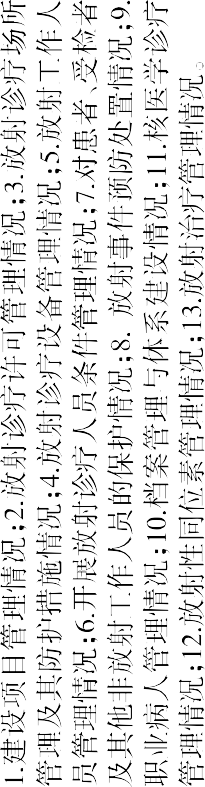 1.建设项目管理情况;2.放射诊疗许可管理情况;3.放射诊疗场所
管理及其防护措施情况;4.放射诊疗设备管理情况;5.放射工作人
员管理情况;6.开展放射诊疗人员条件管理情况;7.对患者、受检者
及其他非放射工作人员的保护情况;8. 放射事件预防处置情况;9.
职业病人管理情况;10.档案管理与体系建设情况;11.核医学诊疗
管理情况;12.放射性同位素管理情况;13.放射治疗管理情况。